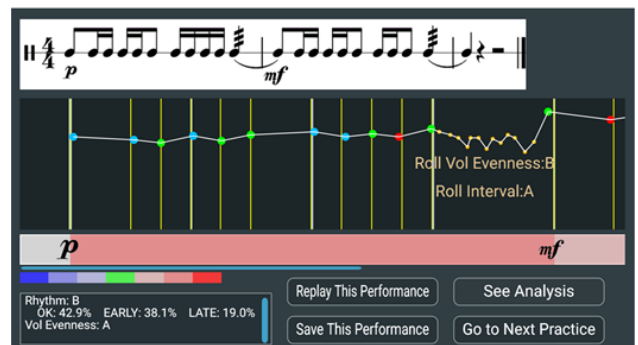 4
4
p
mf
Roll Vol Evenness:B
Roll Interval:A
p
mf
Rhythm: B
OK: 42.9% EARLY: 38.1% LATE: 19.0%
Vol Evenness: A
Replay This Performance
See Analysis
Save This Performance
Go to Next Practice